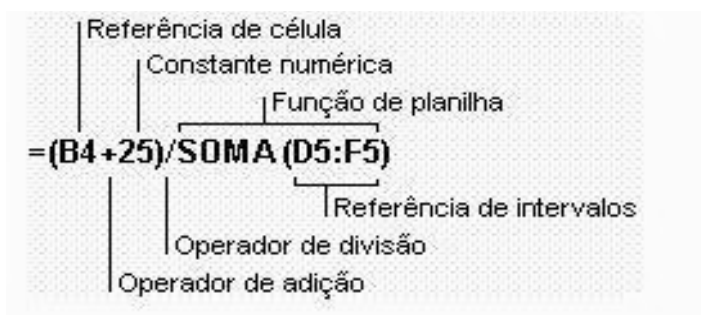 Referência de célula
Constante numérica
Função de planilha
=(B4+25)/SOMA(D5:F5)
Referência de intervalos
Operador de divisão
Operador de adição